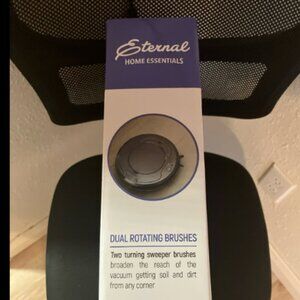 Eternal
HOME ESSENTIALS
DUAL ROTATING BRUSHES
Two turning sweeper brushes
broaden the reach of the
vacuum getting soil and dirt
from any corner